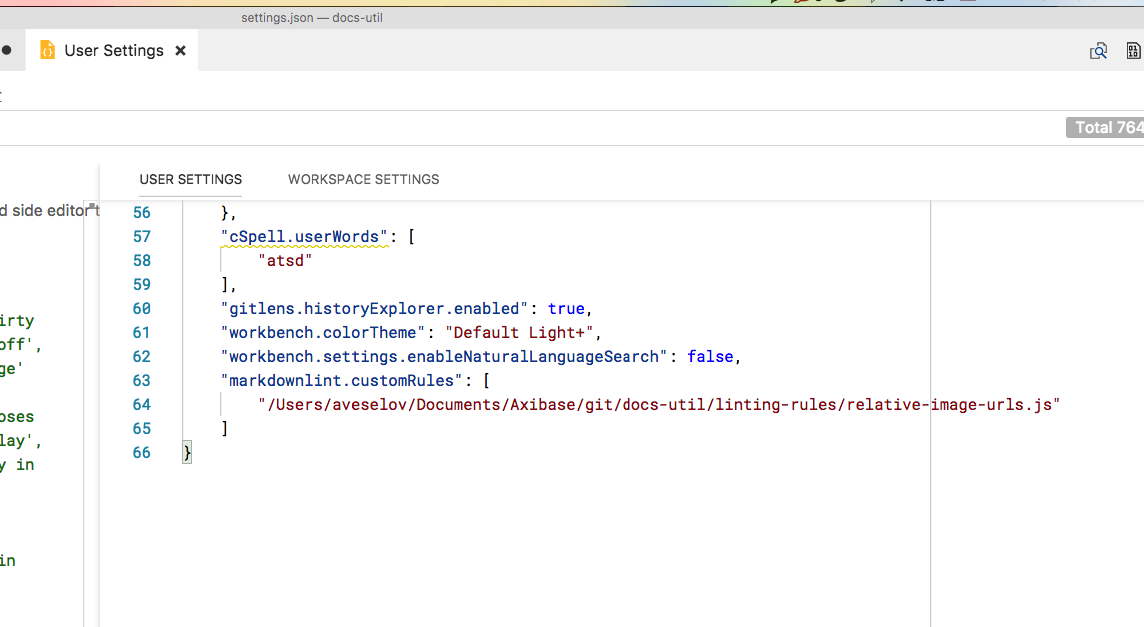 settings.json — docs-util
User Settings
Total 764
USER SETTINGS WORKSPACE SETTINGS
d side editor t
56 },
57 "cSpell.userWords": [
58 "atsd"
59 ],
60 "gitlens.historyExplorer.enabled": true,
61 "workbench.colorTheme": "Default Light+",
62 "workbench.settings.enableNaturalLanguageSearch": false,
63 "markdownlint.customRules": [
64 "/Users/aveselov/Documents/Axibase/git/docs-util/linting-rules/relative-image-urls.js"
65 ]
66 }
irty
off',
ge'
oses
lay',
y in
in